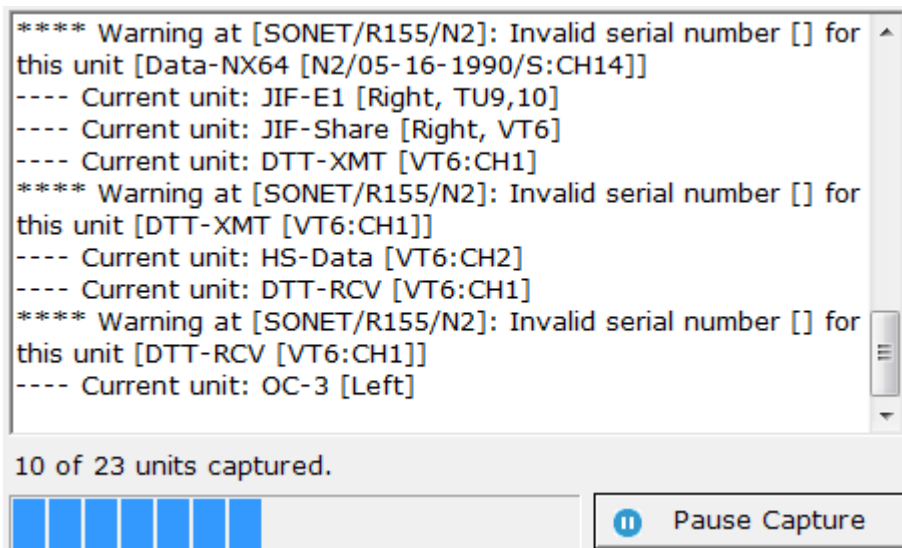 **** Warning at [SONET/R155/N2]: Invalid serial number [] for
this unit [Data-NX64 [N2/05-16-1990/S:CH14]]
---- Current unit: JIF-E1 [Right, TU9,10]
---- Current unit: JIF-Share [Right, VT6]
---- Current unit: DTT-XMT [VT6:CH1]
**** Warning at [SONET/R155/N2]: Invalid serial number [] for
this unit [DTT-XMT [VT6:CH1]]
---- Current unit: HS-Data [VT6:CH2]
---- Current unit: DTT-RCV [VT6:CH1]
**** Warning at [SONET/R155/N2]: Invalid serial number [] for
this unit [DTT-RCV [VT6:CH1]]
---- Current unit: OC-3 [Left]
10 of 23 units captured.
Pause Capture